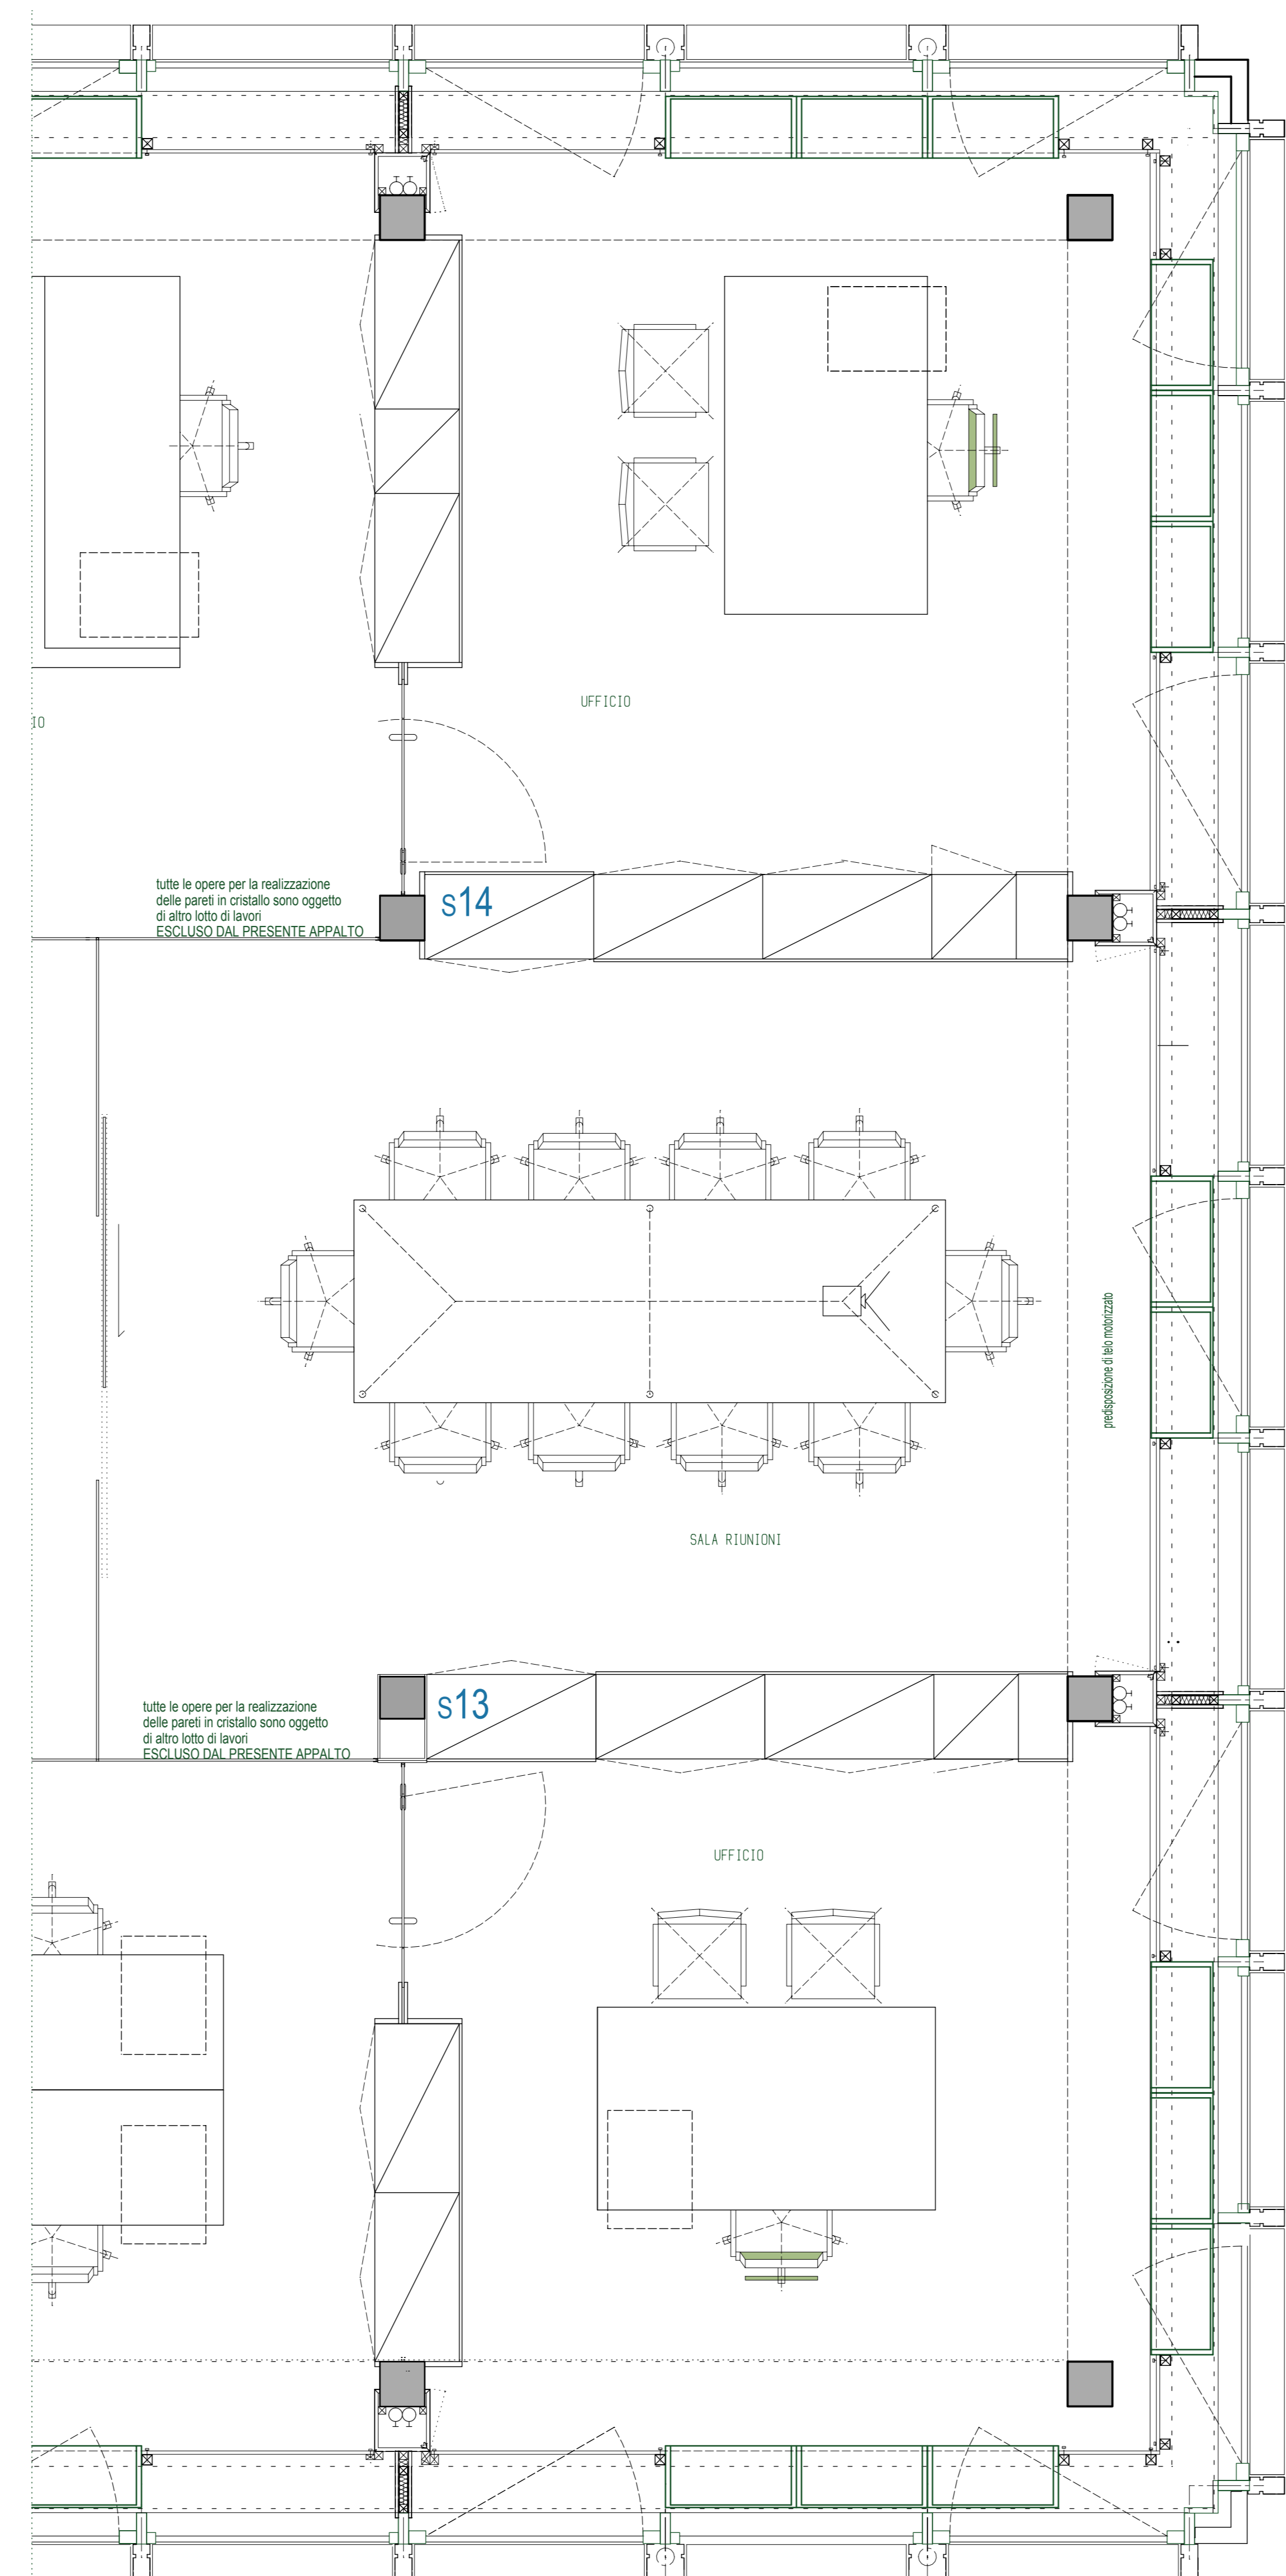 UFFICIO
IO
tutte le opere per la realizzazione
delle pareti in cristallo sono oggetto
di altro lotto di lavori
ESCLUSO DAL PRESENTE APPALTO
s14
predisposizione di telo motorizzato
SALA RIUNIONI
s13
tutte le opere per la realizzazione
delle pareti in cristallo sono oggetto
di altro lotto di lavori
ESCLUSO DAL PRESENTE APPALTO
UFFICIO